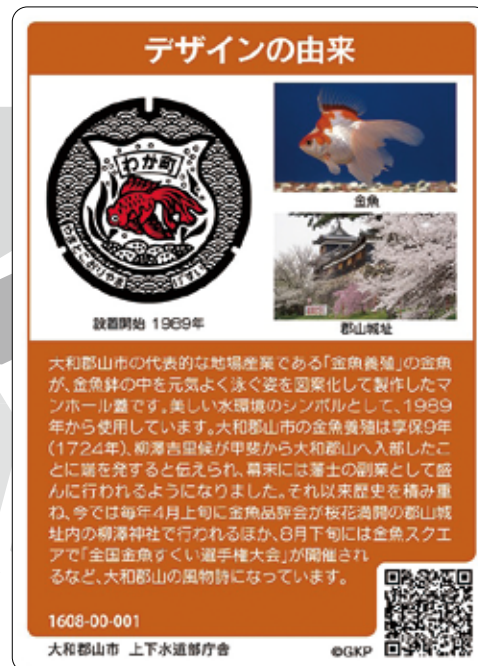 デザインの由来
わが町
やまとこおりやま げすい
設置開始 1989年
金魚
郡山城址
大和郡山市の代表的な地場産業である「金魚養殖」の金魚
が、金魚鉢の中を元気よく泳ぐ姿を図案化して製作したマ
ンホール蓋です。美しい水環境のシンボルとして、1989
年から使用しています。大和郡山市の金魚養殖は享保9年
(1724年)、柳澤吉里候が甲斐から大和郡山へ入部したこ
とに端を発すると伝えられ、幕末には藩士の副業として盛
んに行われるようになりました。それ以来歴史を積み重
ね、今では毎年4月上旬に金魚品評会が桜花満開の郡山城
址内の柳澤神社で行われるほか、8月下旬には金魚スクエ
アで「全国金魚すくい選手権大会」が開催され
るなど、大和郡山の風物詩になっています。
1608-00-001
大和郡山市 上下水道部庁舎
©GKP